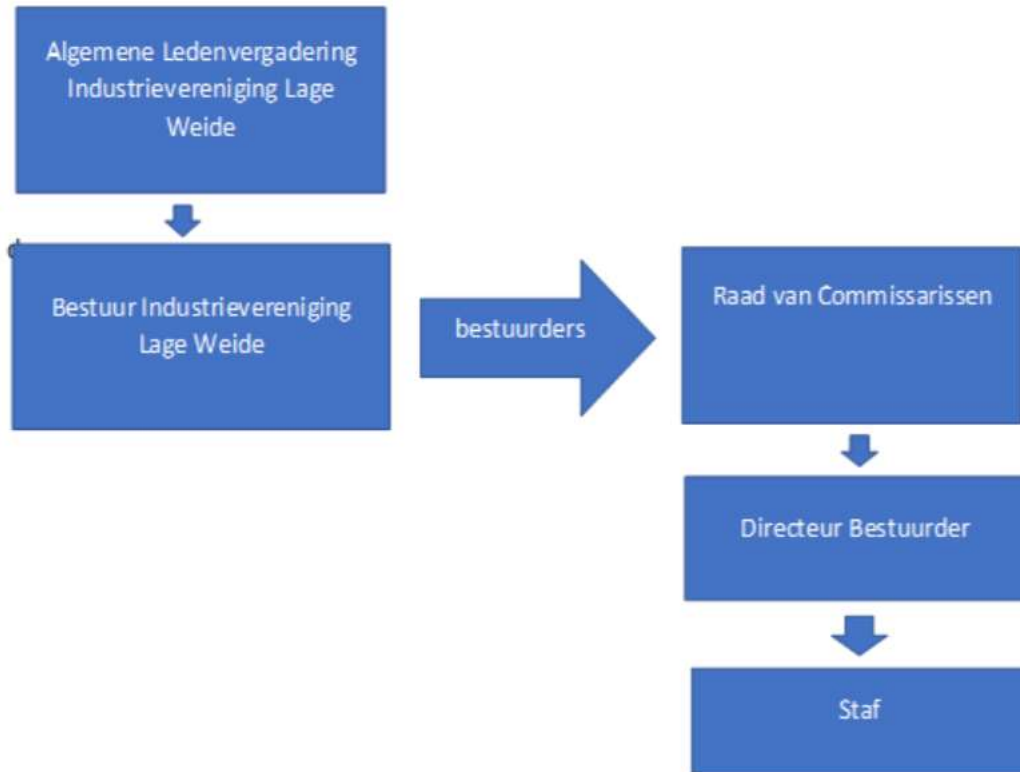 Algemene Ledenvergadering
Industrievereniging Lage
Weide
d
Bestuur Industrievereniging
Lage Weide
bestuurders
Raad van Commissarissen
Directeur Bestuurder
Staf